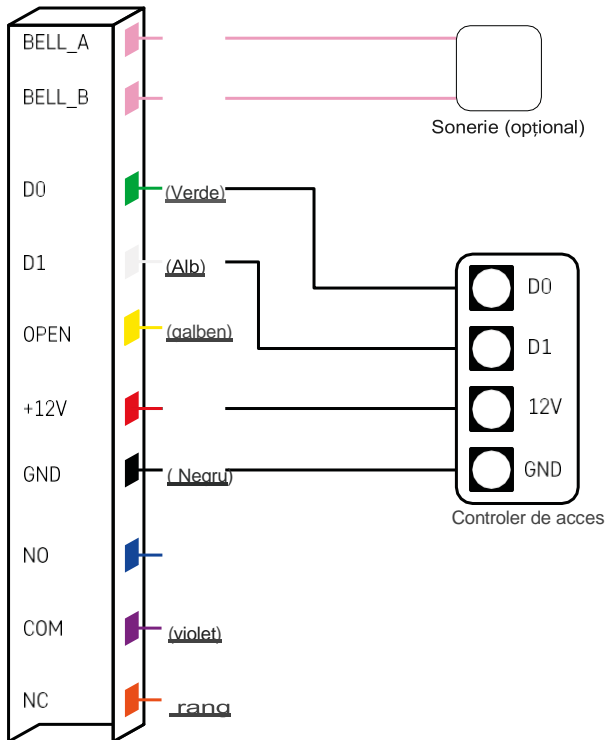 BELL_A
BELL_B
Sonerie (opțional)
D0 (Verde)
D1 (Alb)
OPEN (galben)
+12V
GND ( Negru)
NO
COM (violet)
NC rang
D0
D1
12V
GND
Controler de acces